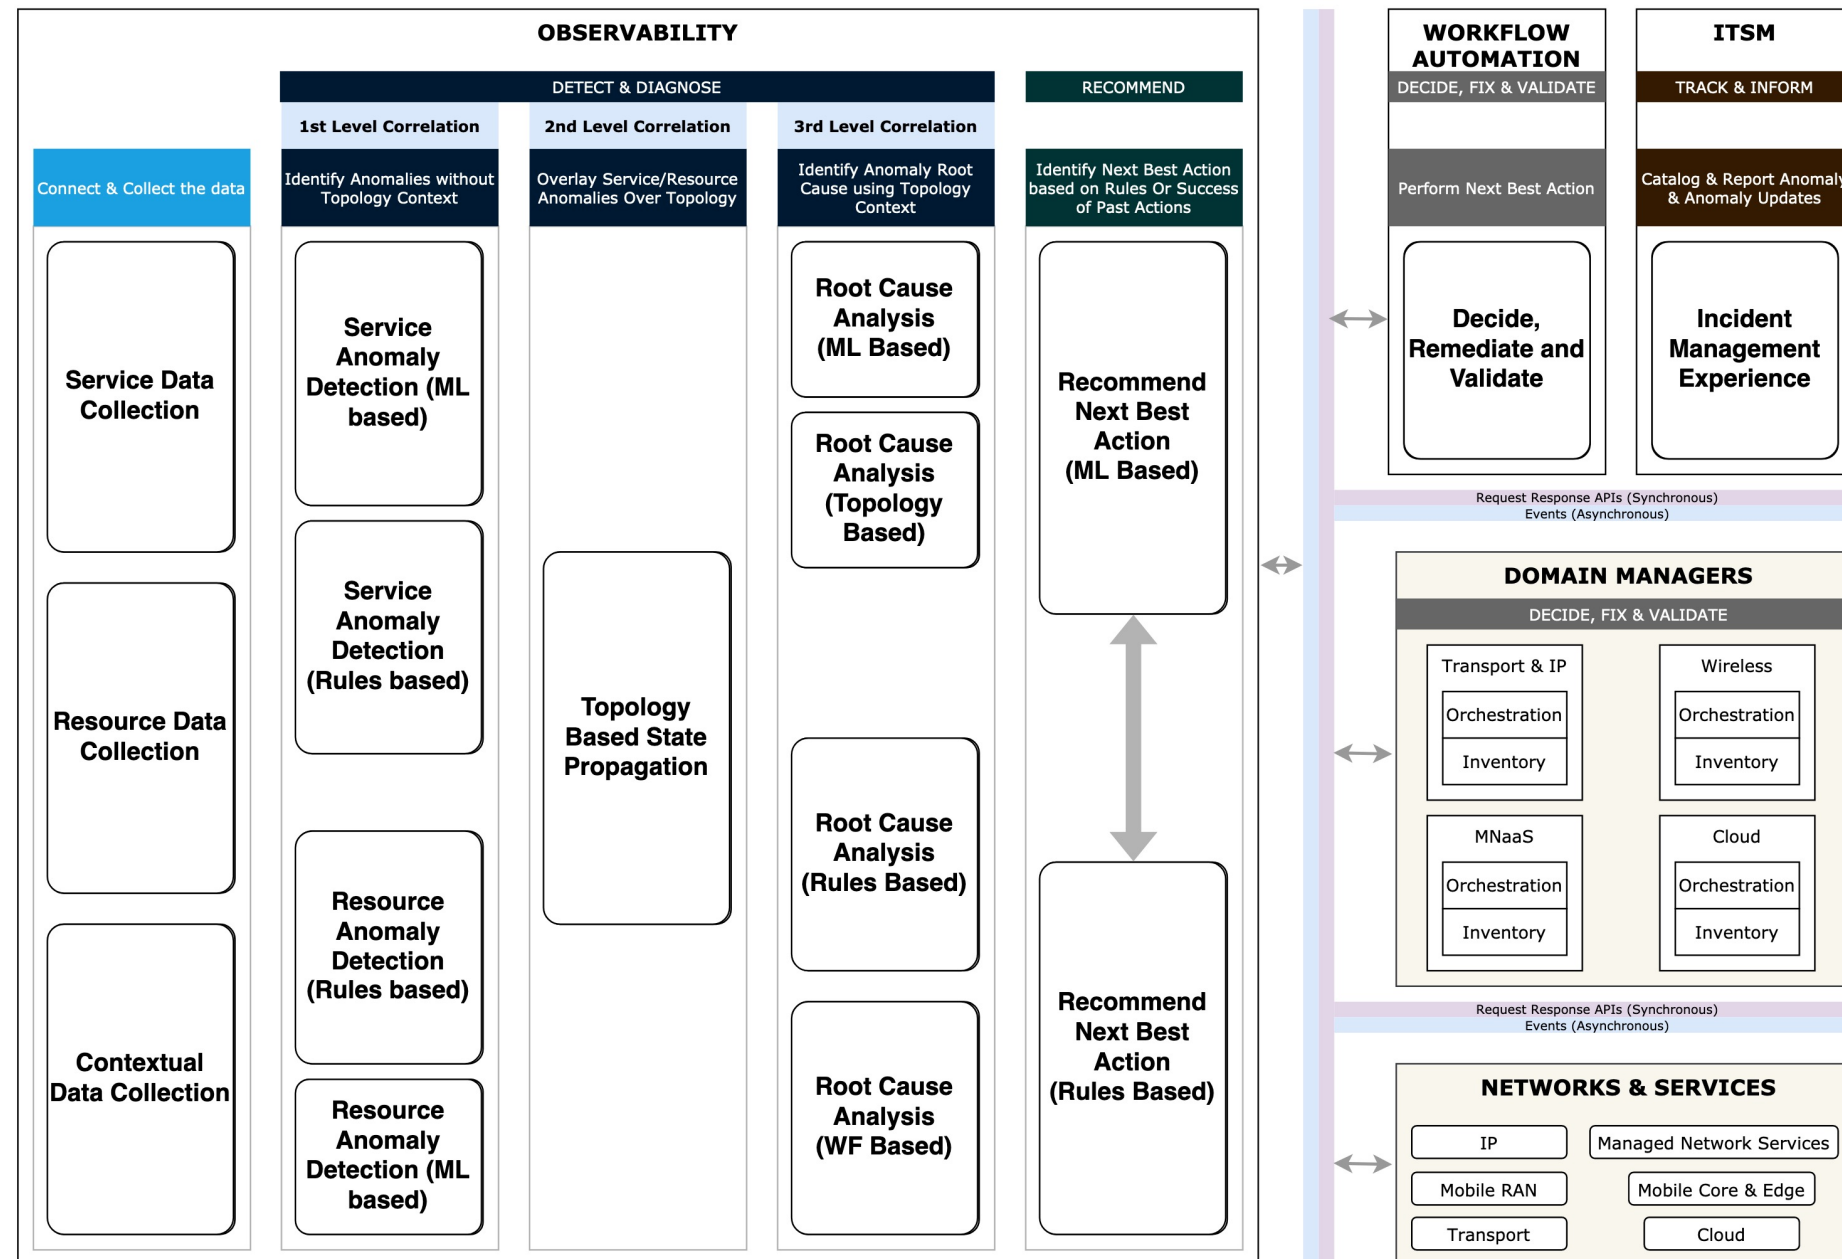 OBSERVABILITY
DETECT & DIAGNOSE
RECOMMEND
1st Level Correlation
2nd Level Correlation
3rd Level Correlation
Connect & Collect the data
Identify Anomalies without
Topology Context
Overlay Service/Resource
Anomalies Over Topology
Identify Anomaly Root
Cause using Topology
Context
Identify Next Best Action
based on Rules Or Success
of Past Actions
Service Data
Collection
Resource Data
Collection
Contextual
Data Collection
Service
Anomaly
Detection (ML
based)
Service
Anomaly
Detection
(Rules based)
Resource
Anomaly
Detection
(Rules based)
Resource
Anomaly
Detection (ML
based)
Topology
Based State
Propagation
Root Cause
Analysis
(ML Based)
Root Cause
Analysis
(Topology
Based)
Root Cause
Analysis
(Rules Based)
Root Cause
Analysis
(WF Based)
Recommend
Next Best
Action
(ML Based)
Recommend
Next Best
Action
(Rules Based)
WORKFLOW
AUTOMATION
DECIDE, FIX & VALIDATE
Perform Next Best Action
Decide,
Remediate and
Validate
ITSM
TRACK & INFORM
Catalog & Report Anomaly
& Anomaly Updates
Incident
Management
Experience
Request Response APIs (Synchronous)
Events (Asynchronous)
DOMAIN MANAGERS
DECIDE, FIX & VALIDATE
Transport & IP
Orchestration
Inventory
Wireless
Orchestration
Inventory
MNaaS
Orchestration
Inventory
Cloud
Orchestration
Inventory
Request Response APIs (Synchronous)
Events (Asynchronous)
NETWORKS & SERVICES
IP
Managed Network Services
Mobile RAN
Mobile Core & Edge
Transport
Cloud